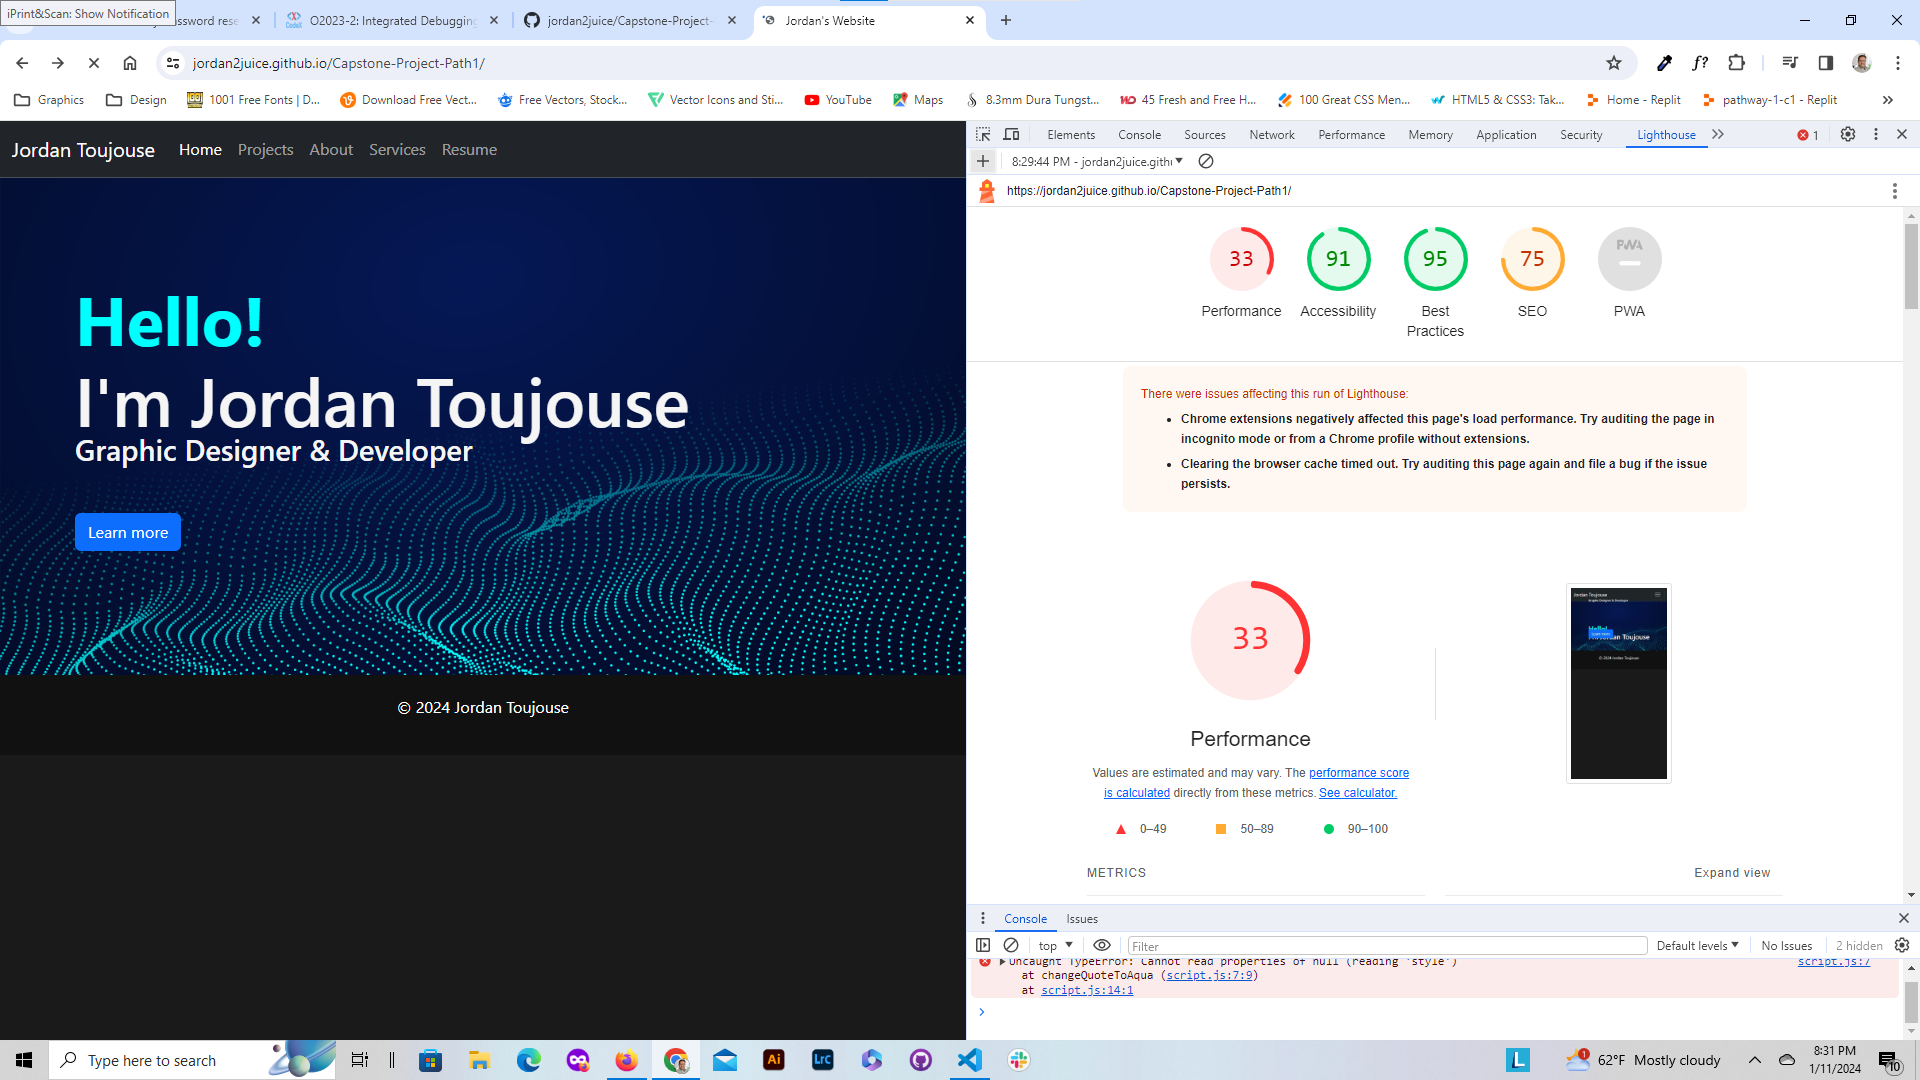 iPrint&Scan: Show Notification
assword rese
O2023-2: Integrated Debugging
jordan2juice/Capstone-Project-
Jordan's Website
jordan2juice.github.io/Capstone-Project-Path1/
f?
Graphics
Design
1001 Free Fonts | D...
Download Free Vect...
Free Vectors, Stock...
Vector Icons and Sti...
YouTube
Maps
8.3mm Dura Tungst...
45 Fresh and Free H...
100 Great CSS Men...
HTML5 & CSS3: Tak...
Home - Replit
pathway-1-c1 - Replit
Jordan Toujouse
Home
Projects
About
Services
Resume
Hello!
I'm Jordan Toujouse
Graphic Designer & Developer
Learn more
© 2024 Jordan Toujouse
Elements
Console
Sources
Network
Performance
Memory
Application
Security
Lighthouse
1
8:29:44 PM - jordan2juice.githu
https://jordan2juice.github.io/Capstone-Project-Path1/
33
91
95
75
PWA
Performance
Accessibility
Best
Practices
SEO
PWA
There were issues affecting this run of Lighthouse:
Chrome extensions negatively affected this page's load performance. Try auditing the page in
incognito mode or from a Chrome profile without extensions.
Clearing the browser cache timed out. Try auditing this page again and file a bug if the issue
persists.
33
Performance
Values are estimated and may vary. The performance score
is calculated directly from these metrics. See calculator.
0–49
50–89
90–100
METRICS
Expand view
Console
Issues
top
Filter
Default levels
No Issues
2 hidden
Uncaught TypeError: Cannot read properties of null (reading 'style')
script.js:7
at changeQuoteToAqua (script.js:7:9)
at script.js:14:1
Type here to search
Ai
Lrc
L
1
62°F Mostly cloudy
8:31 PM
1/11/2024
10